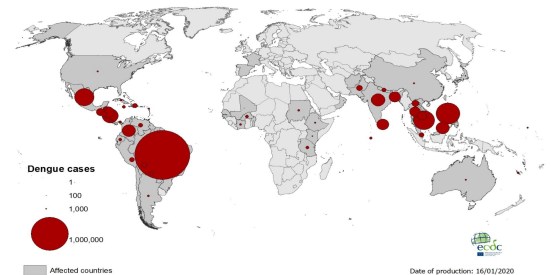 Dengue cases
1
100
1,000
1,000,000
Affected countries
ecdc
Date of production: 16/01/2020